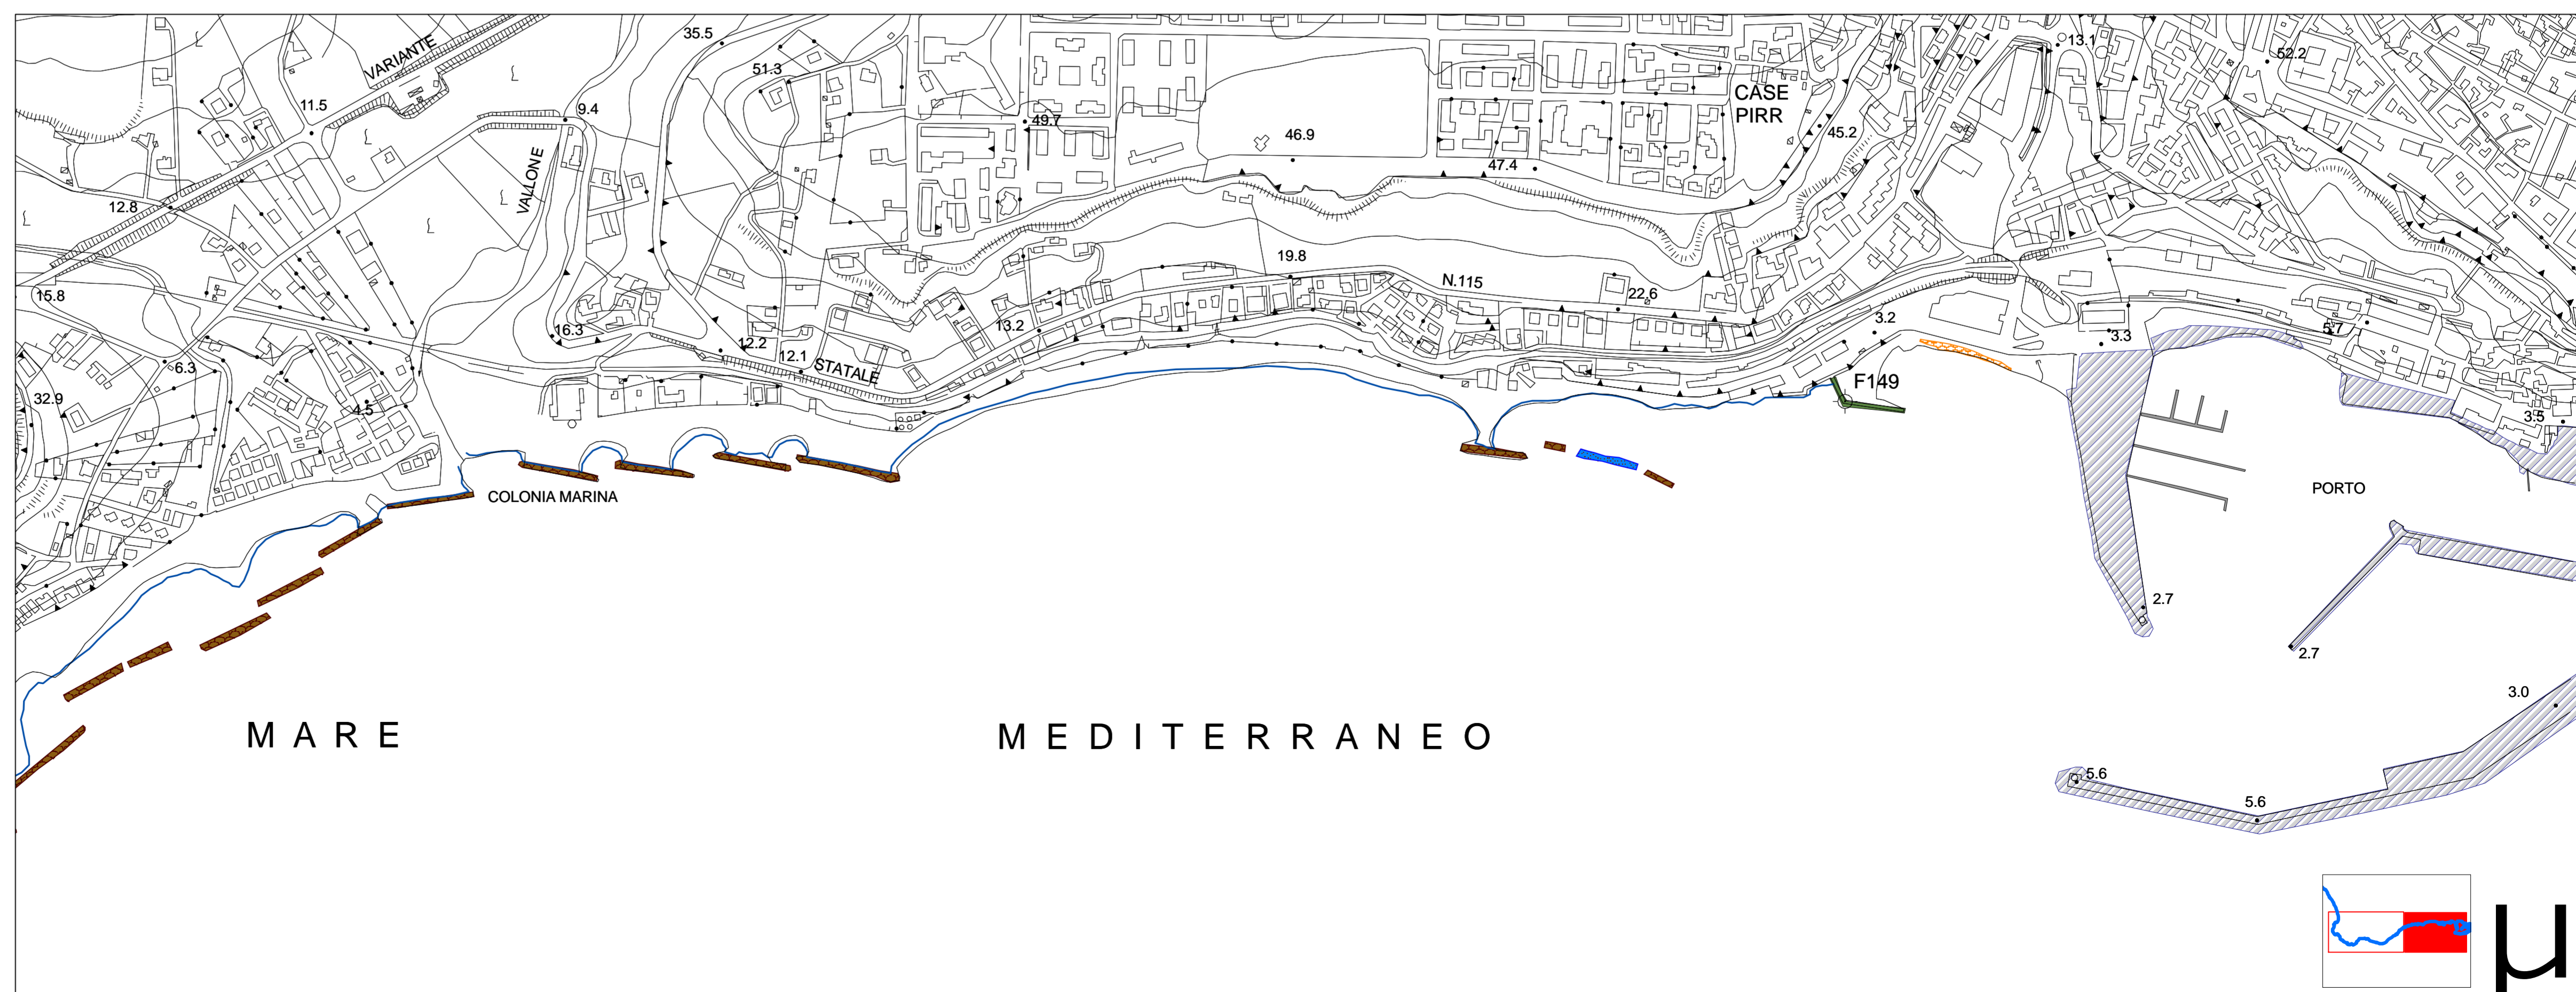 35.5
VARIANTE
13.1
52.2
51.3
CASE
PIRR
11.5
9.4
49.7
46.9
45.2
47.4
VALLONE
12.8
19.8
N.115
15.8
22.6
16.3
13.2
3.2
5.7
3.3
12.2
12.1
STATALE
6.3
F149
32.9
4.5
3.5
COLONIA MARINA
PORTO
2.7
2.7
3.0
MARE
MEDITERRANEO
5.6
5.6
µ